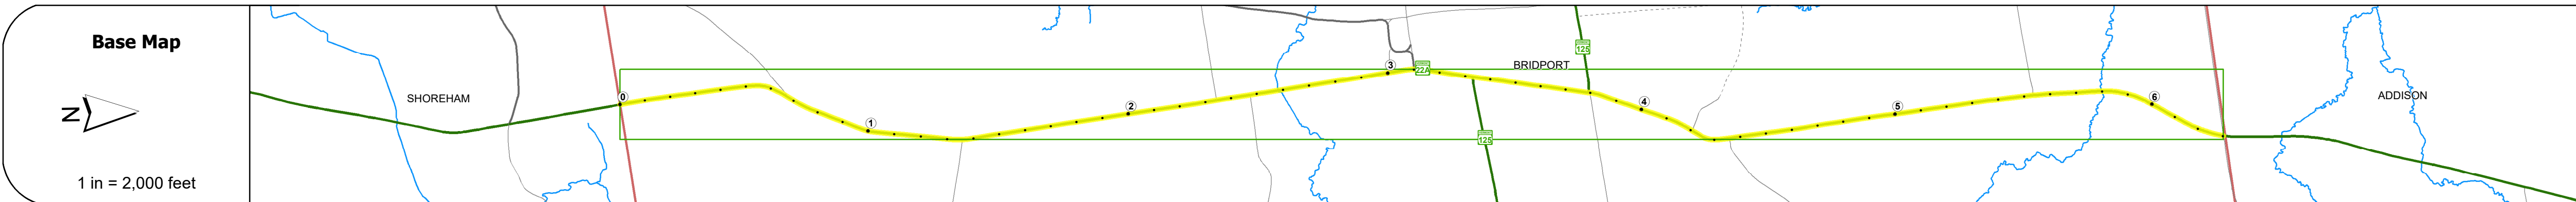 Base Map
N
1 in = 2,000 feet
SHOREHAM
0
1
2
3
22A
BRIDPORT
125
125
4
5
6
ADDISON